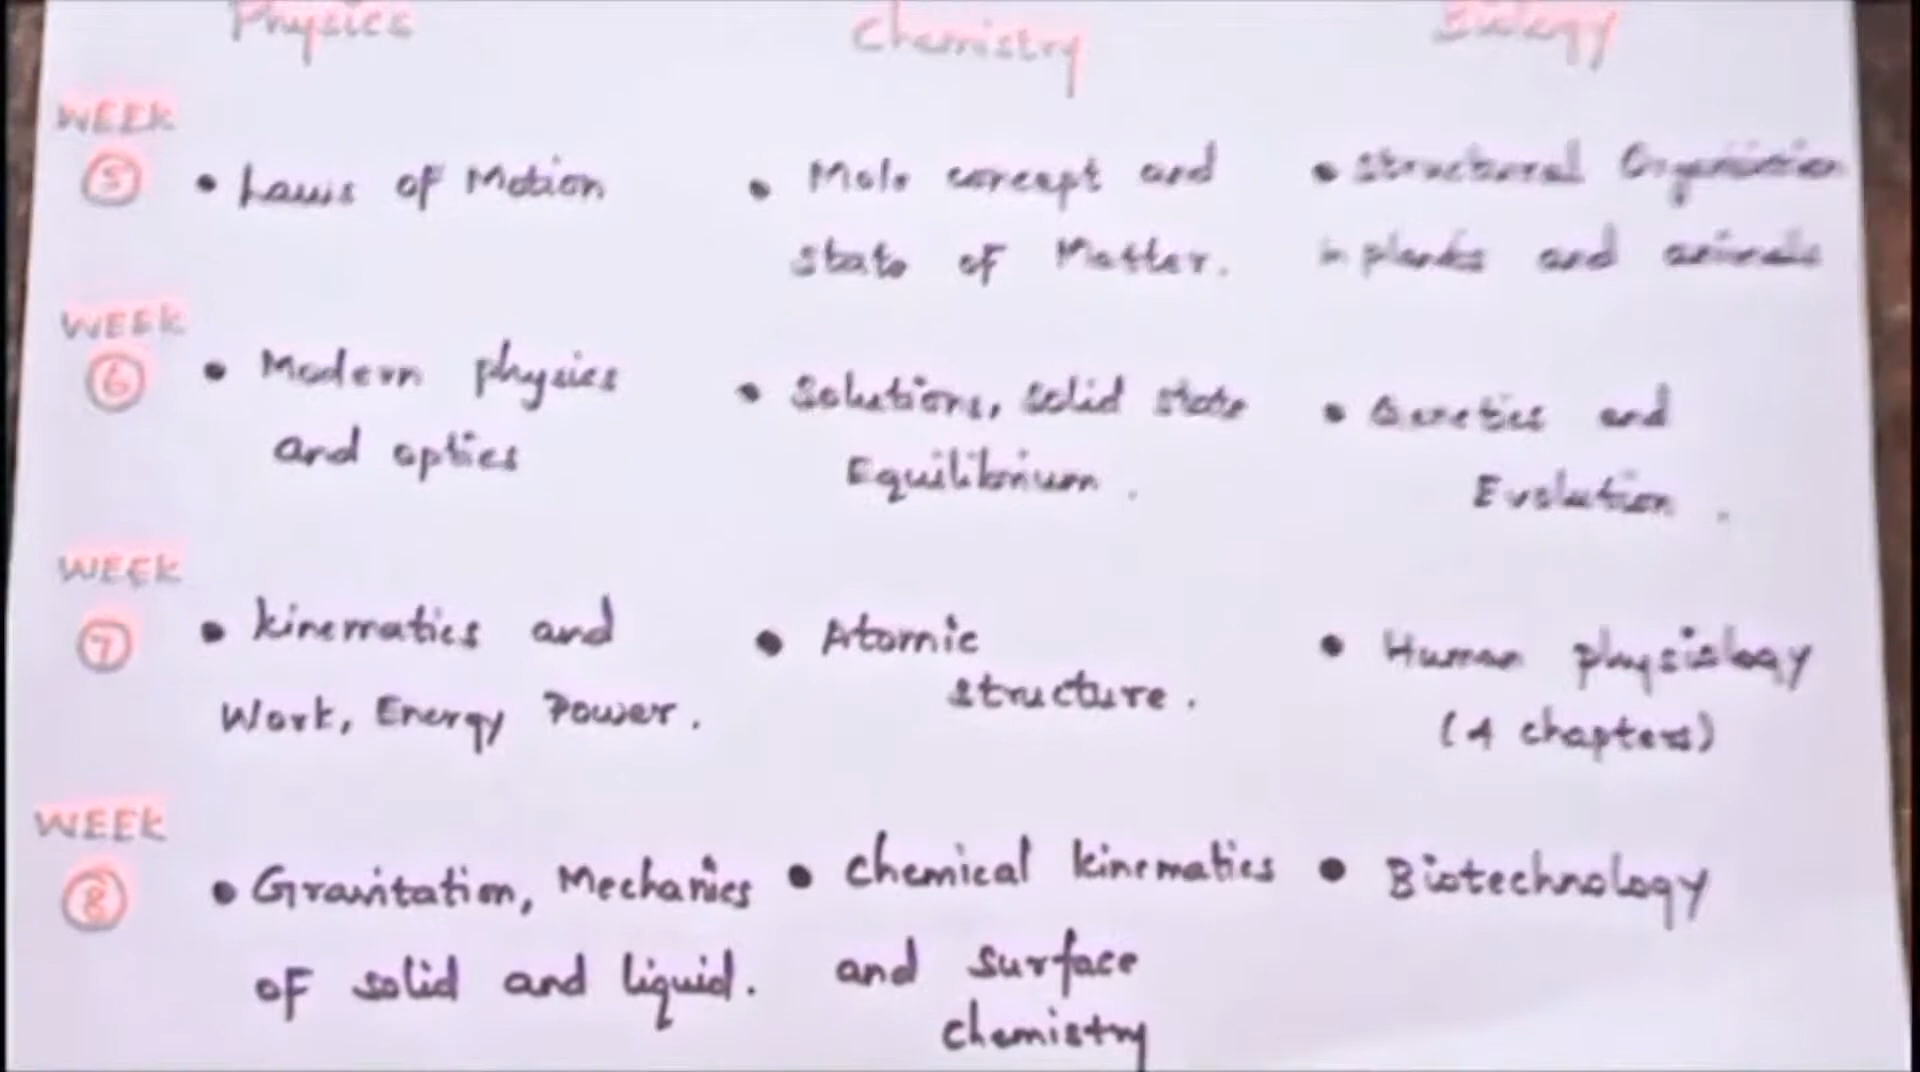 Physics Chemistry Biology
WEEK
5 • Laws of Motion • Mole concept and • Structural Organisation
state of Matter. in plants and animals
WEEK
6 • Modern physics • Solutions, solid state • Genetics and
and optics Equilibrium. Evolution.
WEEK
7 • kinematics and • Atomic • Human physiology
Work, Energy Power. structure. (4 chapters)
WEEK
8 • Gravitation, Mechanics • chemical kinematics • Biotechnology
of solid and liquid. and surface
chemistry